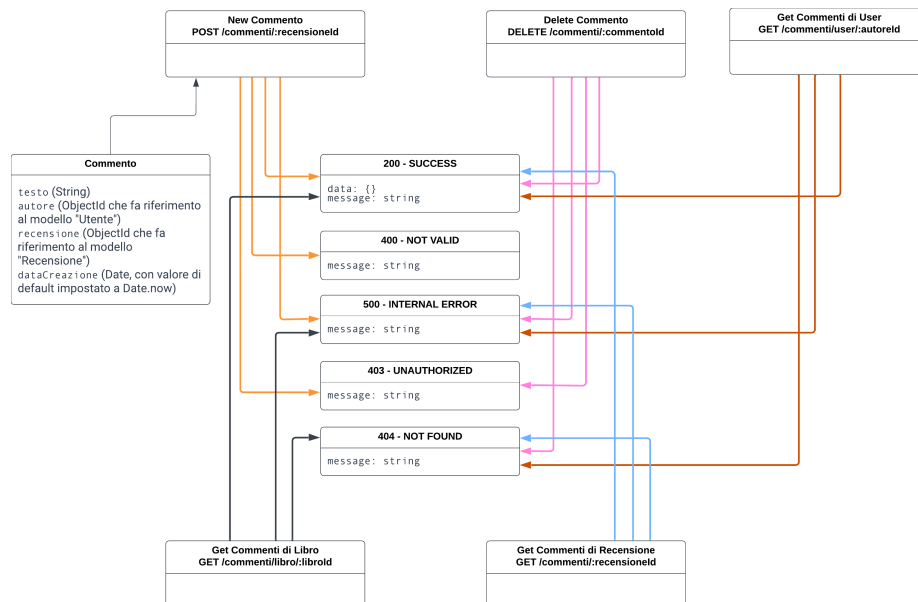 New Commento
POST /commenti/:recensioneId
Delete Commento
DELETE /commenti/:commentoId
Get Commenti di User
GET /commenti/user/:autoreId
Commento
testo (String)
autore (ObjectId che fa riferimento
al modello "Utente")
recensione (ObjectId che fa
riferimento al modello
"Recensione")
dataCreazione (Date, con valore di
default impostato a Date.now)
200 - SUCCESS
data: {}
message: string
400 - NOT VALID
message: string
500 - INTERNAL ERROR
message: string
403 - UNAUTHORIZED
message: string
404 - NOT FOUND
message: string
Get Commenti di Libro
GET /commenti/libro/:libroId
Get Commenti di Recensione
GET /commenti/:recensioneId